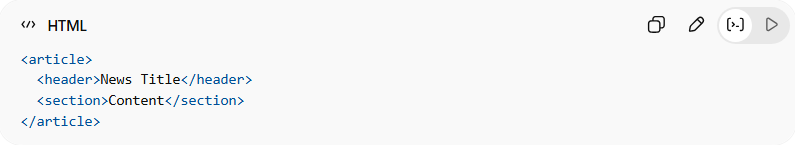 HTML
<article>
  <header>News Title</header>
  <section>Content</section>
</article>